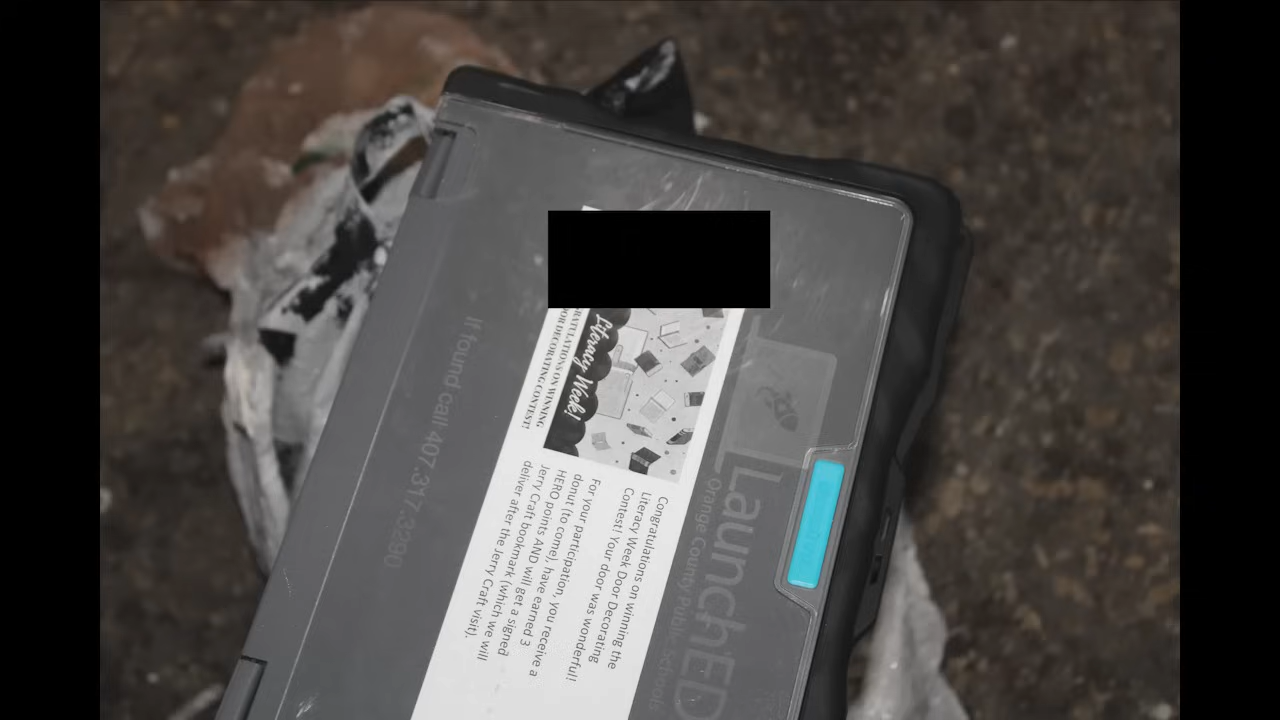 Literacy Week!
RATULATIONS ON WINNING
OOR DECORATING CONTEST!
Congratulations on winning the
Literacy Week Door Decorating
Contest! Your door was wonderful!
For your participation, you receive a
donut (to come), have earned 3
HERO points AND will get a signed
Jerry Craft bookmark (which we will
deliver after the Jerry Craft visit).
LaunchED
Orange County Public Schools
If found call 407.317.3290